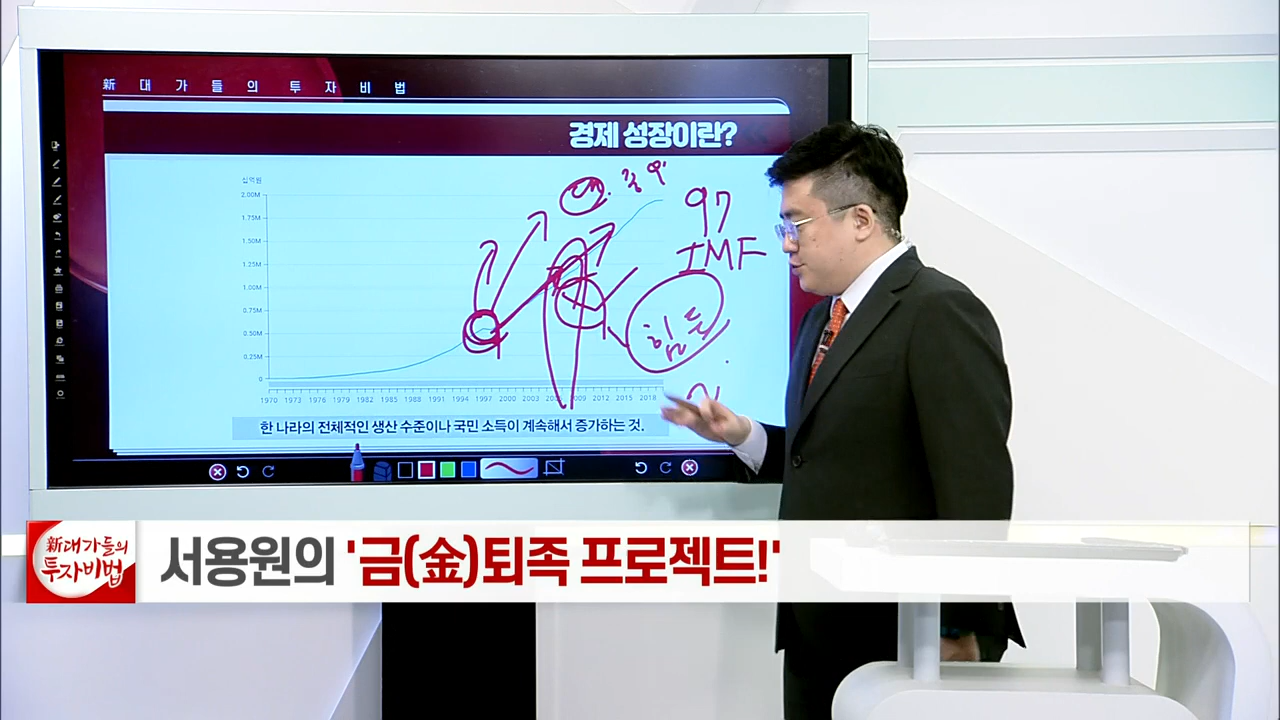 新 대 가 들 의 투 자 비 법
경제 성장이란?
십억원
2.00M
1.75M
1.50M
1.25M
1.00M
0.75M
0.50M
0.25M
0
1970 1973 1976 1979 1982 1985 1988 1991 1994 1997 2000 2003 2009 2012 2015 2018
97
IMF
힘듦
한 나라의 전체적인 생산 수준이나 국민 소득이 계속해서 증가하는 것.
新대가들의
투자비법
서용원의 '금(金)퇴족 프로젝트!'